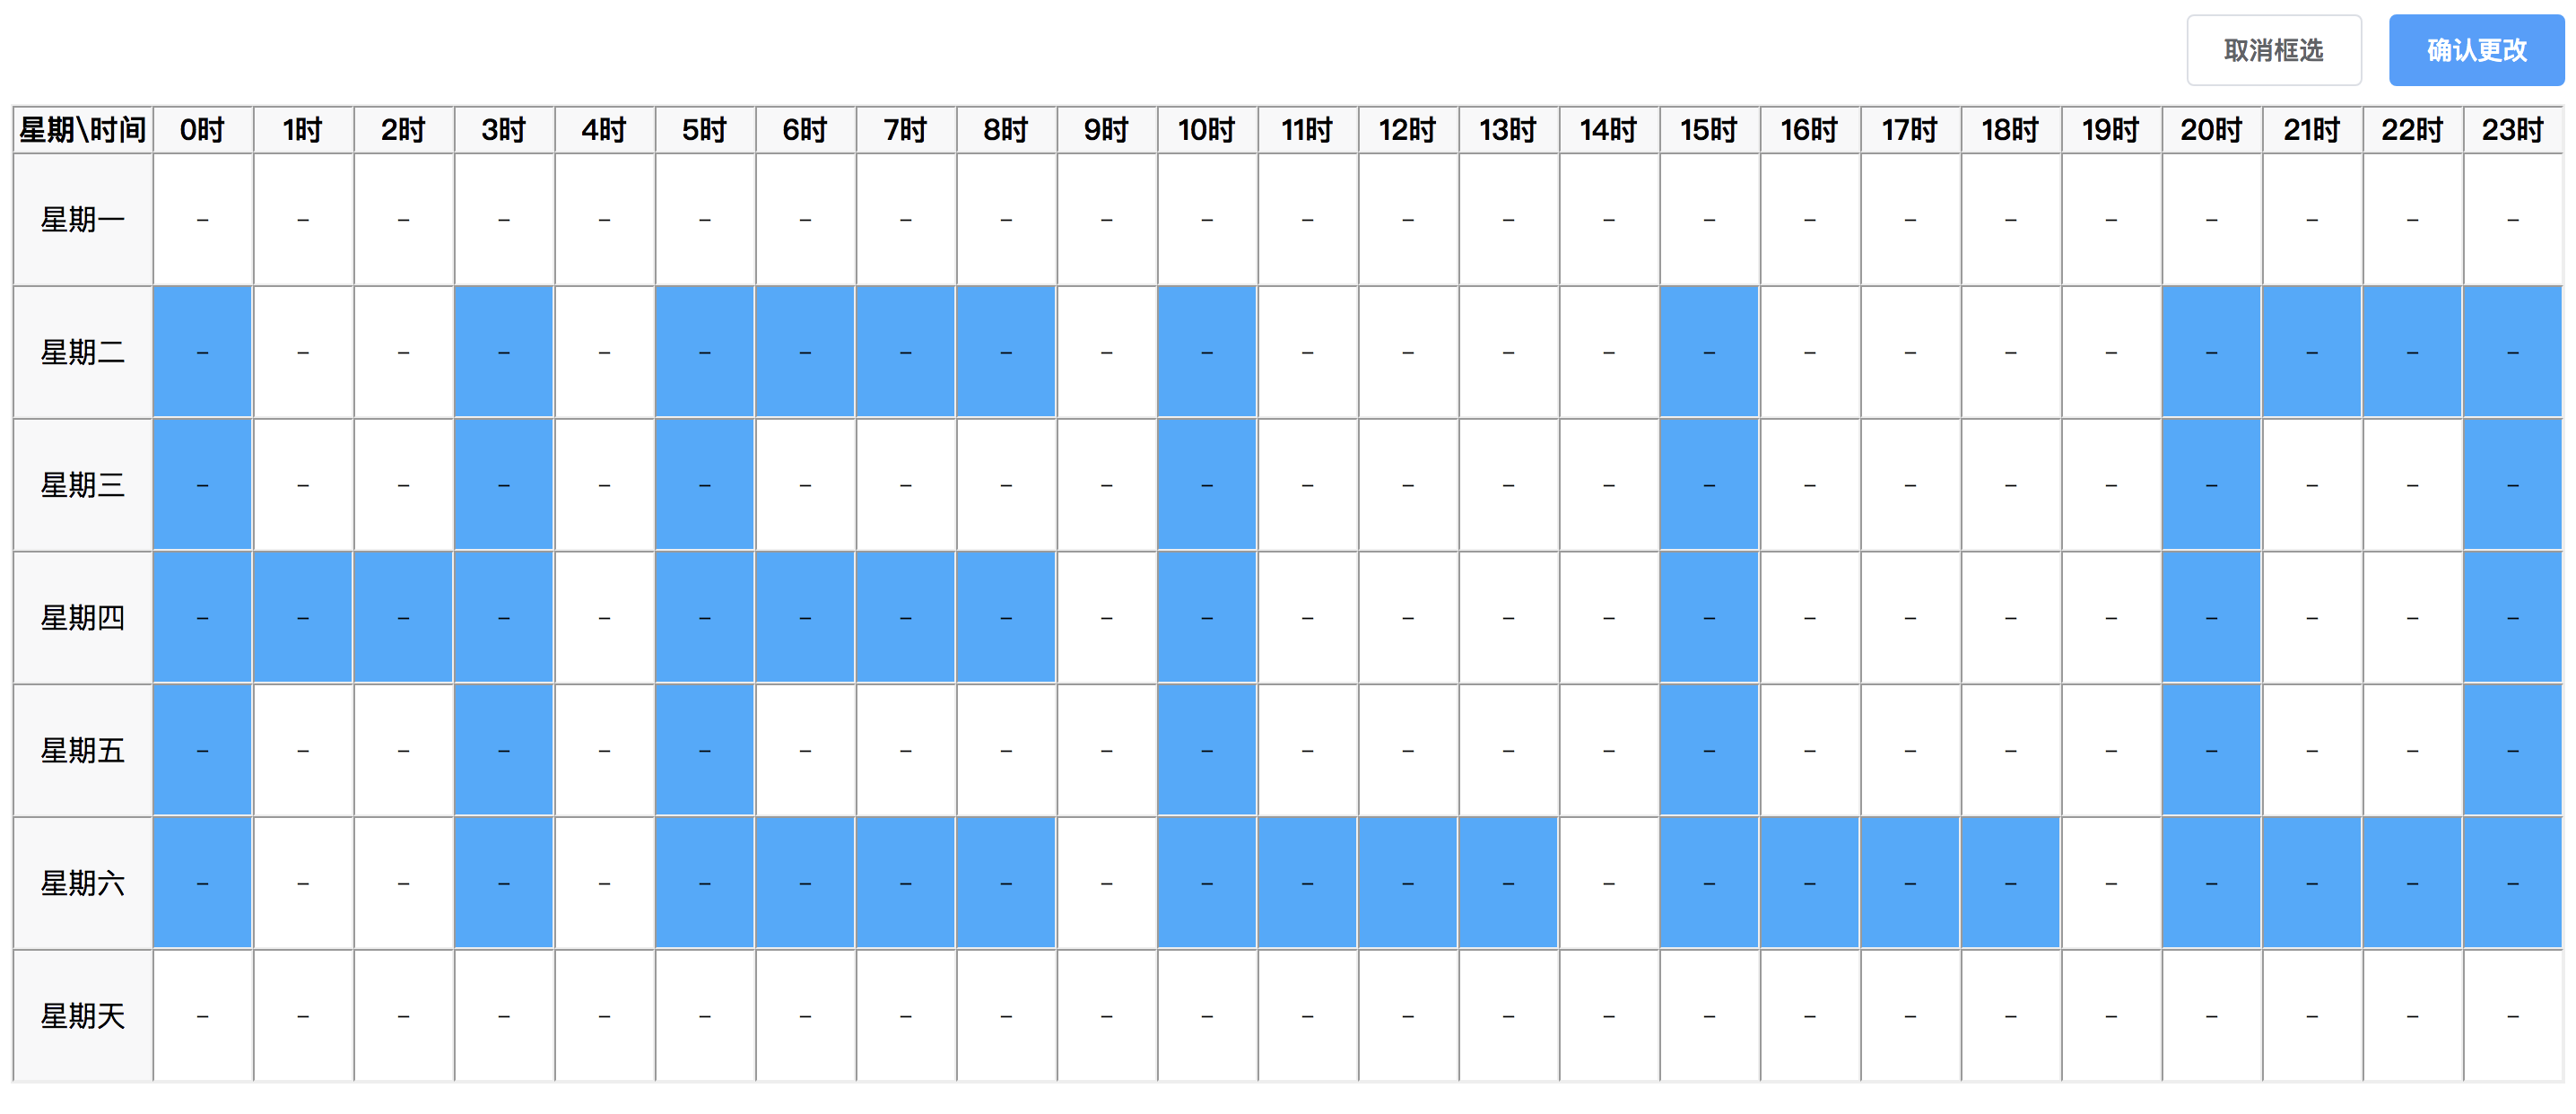 取消框选 确认更改
星期\时间 0时 1时 2时 3时 4时 5时 6时 7时 8时 9时 10时 11时 12时 13时 14时 15时 16时 17时 18时 19时 20时 21时 22时 23时
星期一 – – – – – – – – – – – – – – – – – – – – – – – –
星期二 – – – – – – – – – – – – – – – – – – – – – – – –
星期三 – – – – – – – – – – – – – – – – – – – – – – – –
星期四 – – – – – – – – – – – – – – – – – – – – – – – –
星期五 – – – – – – – – – – – – – – – – – – – – – – – –
星期六 – – – – – – – – – – – – – – – – – – – – – – – –
星期天 – – – – – – – – – – – – – – – – – – – – – – – –